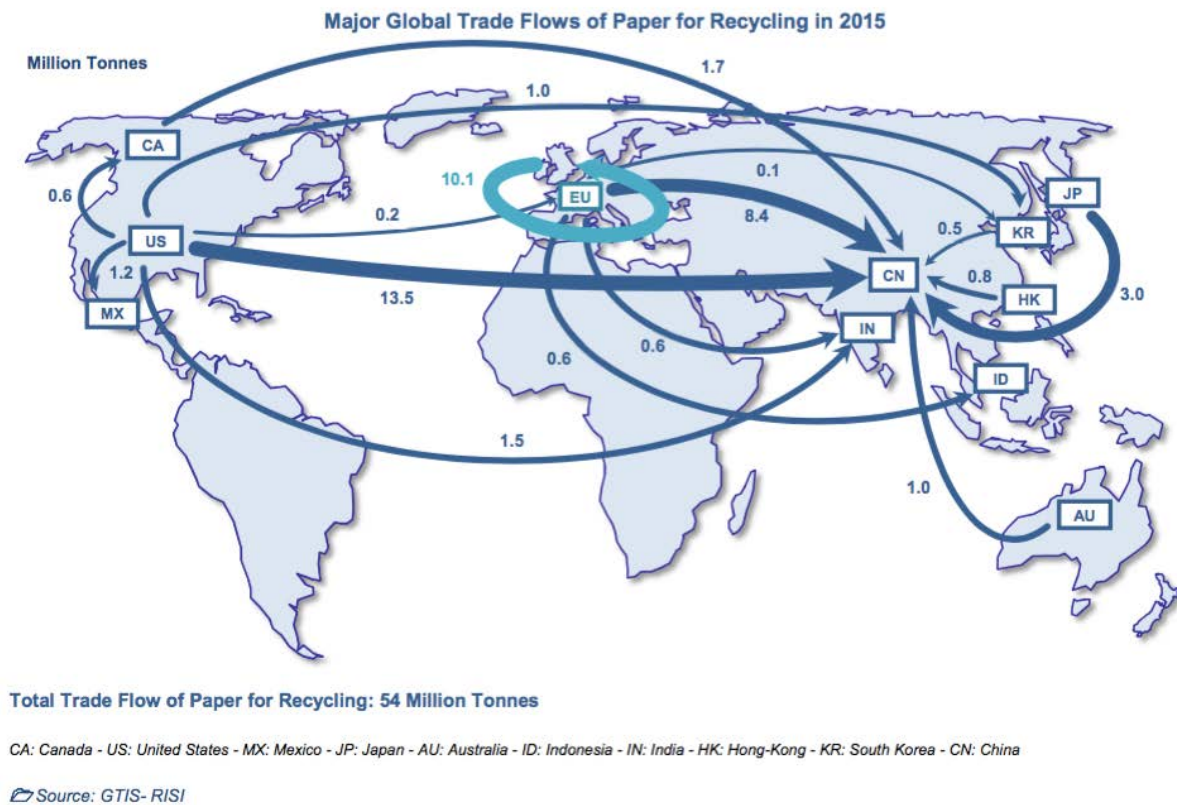 Major Global Trade Flows of Paper for Recycling in 2015
Million Tonnes
1.7
1.0
CA
10.1
0.1
0.6
EU
JP
0.2
8.4
0.5
KR
US
CN
1.2
13.5
0.8
HK
3.0
MX
IN
0.6
0.6
ID
1.5
1.0
AU
Total Trade Flow of Paper for Recycling: 54 Million Tonnes
CA: Canada - US: United States - MX: Mexico - JP: Japan - AU: Australia - ID: Indonesia - IN: India - HK: Hong-Kong - KR: South Korea - CN: China
Source: GTIS- RISI